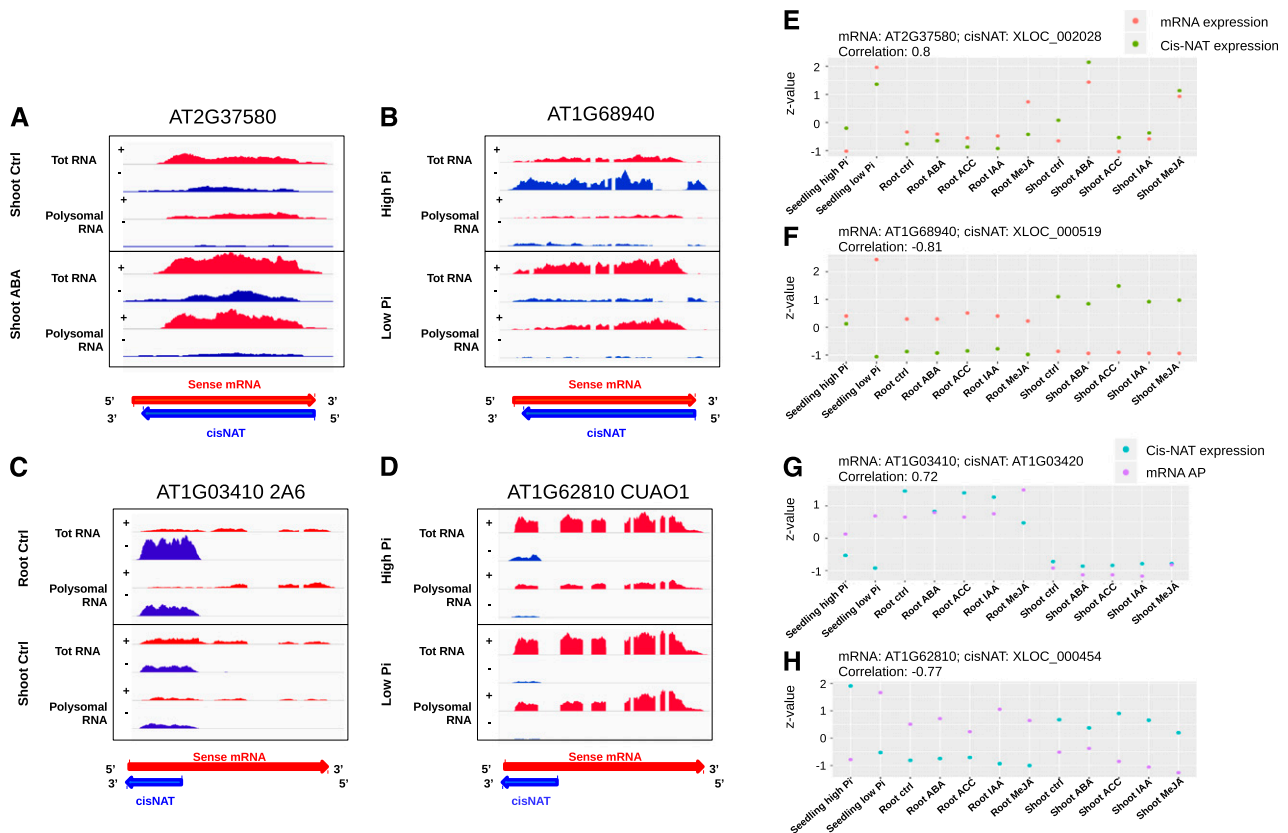 A
AT2G37580
Shoot Ctrl
Shoot ABA
+
Tot RNA
-
+
Polysomal
RNA
-
+
Tot RNA
-
+
Polysomal
RNA
-
Sense mRNA
5’ 3’
3’ 5’
cisNAT
B
AT1G68940
High Pi
Low Pi
+
Tot RNA
-
+
Polysomal
RNA
-
+
Tot RNA
-
+
Polysomal
RNA
-
Sense mRNA
5’ 3’
3’ 5’
cisNAT
C
AT1G03410 2A6
Root Ctrl
Shoot Ctrl
+
Tot RNA
-
+
Polysomal
RNA
-
+
Tot RNA
-
+
Polysomal
RNA
-
Sense mRNA
5’ 3’
3’ 5’
cisNAT
D
AT1G62810 CUAO1
High Pi
Low Pi
+
Tot RNA
-
+
Polysomal
RNA
-
+
Tot RNA
-
+
Polysomal
RNA
-
Sense mRNA
5’ 3’
3’ 5’
cisNAT
E
mRNA expression
Cis-NAT expression
mRNA: AT2G37580; cisNAT: XLOC_002028
Correlation: 0.8
z-value
2
1
0
-1
Seedling high Pi
Seedling low Pi
Root ctrl
Root ABA
Root ACC
Root IAA
Root MeJA
Shoot ctrl
Shoot ABA
Shoot ACC
Shoot IAA
Shoot MeJA
F
mRNA: AT1G68940; cisNAT: XLOC_000519
Correlation: -0.81
z-value
2
1
0
-1
Seedling high Pi
Seedling low Pi
Root ctrl
Root ABA
Root ACC
Root IAA
Root MeJA
Shoot ctrl
Shoot ABA
Shoot ACC
Shoot IAA
Shoot MeJA
G
Cis-NAT expression
mRNA AP
mRNA: AT1G03410; cisNAT: AT1G03420
Correlation: 0.72
z-value
1
0
-1
Seedling high Pi
Seedling low Pi
Root ctrl
Root ABA
Root ACC
Root IAA
Root MeJA
Shoot ctrl
Shoot ABA
Shoot ACC
Shoot IAA
Shoot MeJA
H
mRNA: AT1G62810; cisNAT: XLOC_000454
Correlation: -0.77
z-value
2
1
0
-1
Seedling high Pi
Seedling low Pi
Root ctrl
Root ABA
Root ACC
Root IAA
Root MeJA
Shoot ctrl
Shoot ABA
Shoot ACC
Shoot IAA
Shoot MeJA